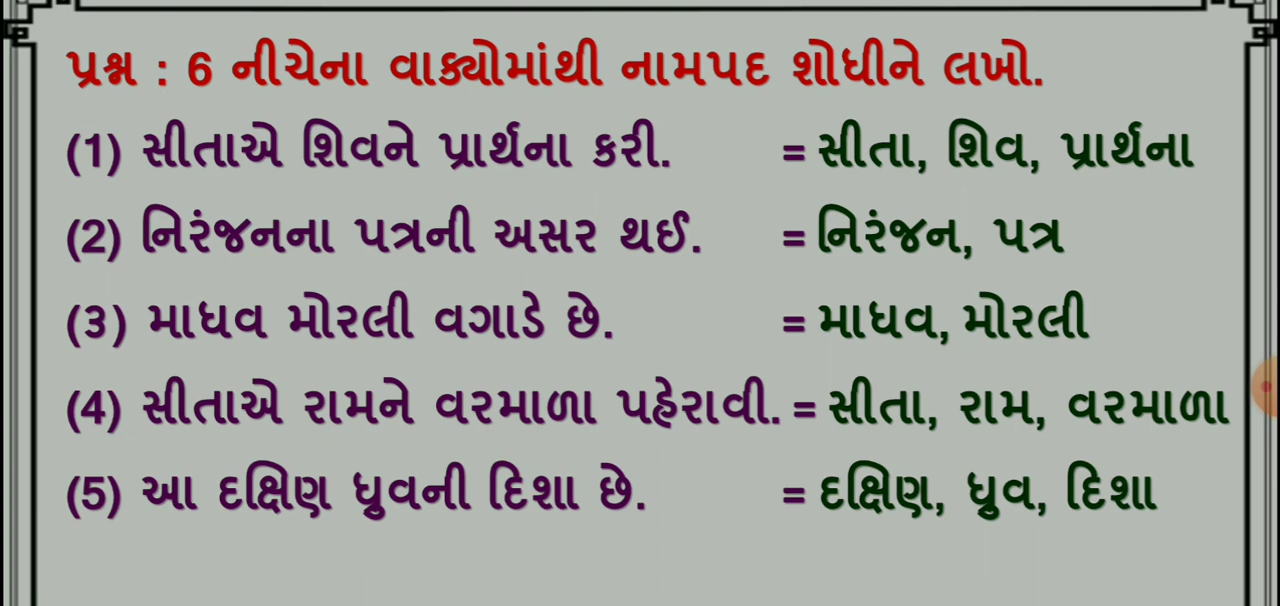 પ્રશ્ન : 6 નીચેના વાક્યોમાંથી નામપદ શોધીને લખો.
(1) સીતાએ શિવને પ્રાર્થના કરી. = સીતા, શિવ, પ્રાર્થના
(2) નિરંજનના પત્રની અસર થઈ. = નિરંજન, પત્ર
(૩) માધવ મોરલી વગાડે છે. = માધવ, મોરલી
(4) સીતાએ રામને વરમાળા પહેરાવી. = સીતા, રામ, વરમાળા
(5) આ દક્ષિણ ધ્રુવની દિશા છે. = દક્ષિણ, ધ્રુવ, દિશા